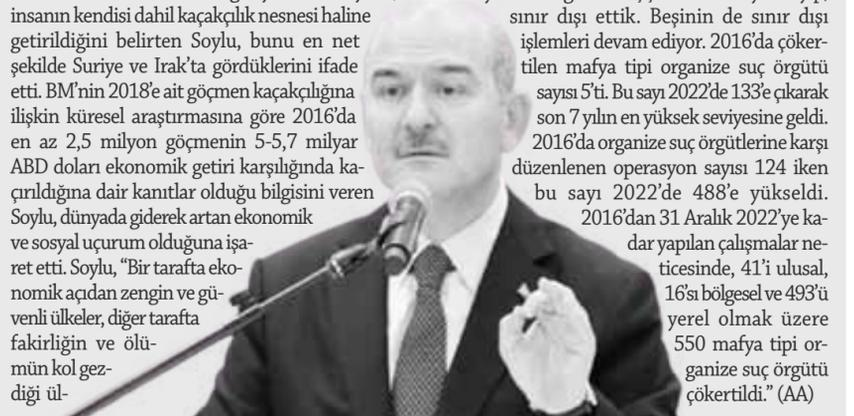 insanın kendisi dahil kaçakçılık nesnesi haline
getirildiğini belirten Soylu, bunu en net
şekilde Suriye ve Irak’ta gördüklerini ifade
etti. BM’nin 2018’e ait göçmen kaçakçılığına
ilişkin küresel araştırmasına göre 2016’da
en az 2,5 milyon göçmenin 5-5,7 milyar
ABD doları ekonomik getiri karşılığında ka-
çırıldığına dair kanıtlar olduğu bilgisini veren
Soylu, dünyada giderek artan ekonomik
ve sosyal uçurum olduğuna işa-
ret etti. Soylu, “Bir tarafta eko-
nomik açıdan zengin ve gü-
venli ülkeler, diğer tarafta
fakirliğin ve ölü-
mün kol gez-
diği ül-
sınır dışı ettik. Beşinin de sınır dışı
işlemleri devam ediyor. 2016’da çöker-
tilen mafya tipi organize suç örgütü
sayısı 5’ti. Bu sayı 2022’de 133’e çıkarak
son 7 yılın en yüksek seviyesine geldi.
2016’da organize suç örgütlerine karşı
düzenlenen operasyon sayısı 124 iken
bu sayı 2022’de 488’e yükseldi.
2016’dan 31 Aralık 2022’ye ka-
dar yapılan çalışmalar ne-
ticesinde, 41’i ulusal,
16’sı bölgesel ve 493’ü
yerel olmak üzere
550 mafya tipi or-
ganize suç örgütü
çökertildi.” (AA)